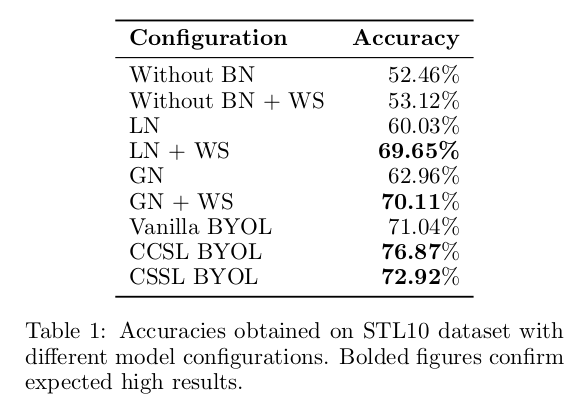 Configuration Accuracy
Without BN 52.46%
Without BN + WS 53.12%
LN 60.03%
LN + WS 69.65%
GN 62.96%
GN + WS 70.11%
Vanilla BYOL 71.04%
CCSL BYOL 76.87%
CSSL BYOL 72.92%
Table 1: Accuracies obtained on STL10 dataset with
different model configurations. Bolded figures confirm
expected high results.